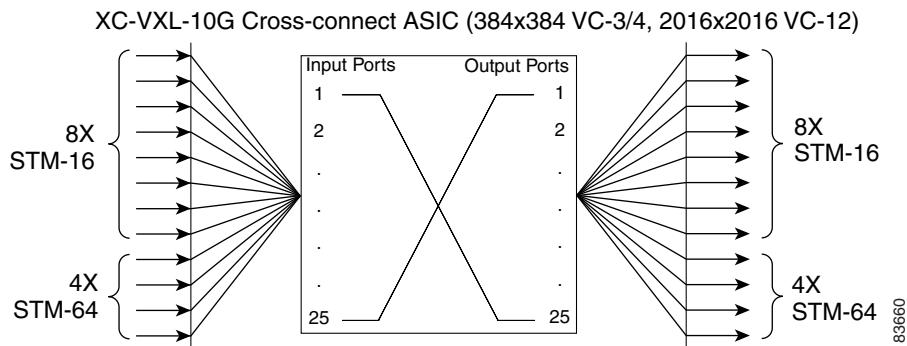 XC-VXL-10G Cross-connect ASIC (384x384 VC-3/4, 2016x2016 VC-12)
Input Ports
Output Ports
1
1
2
2
8X
STM-16
8X
STM-16
.
.
.
.
.
.
.
.
4X
STM-64
4X
STM-64
25
25
83660